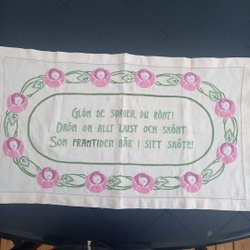 GLÖM DE SORGER, DU RÖNT!
DRÖM OM ALLT LJUST OCH SKÖNT
SOM FRAMTIDEN BÄR I SITT SKÖTE!